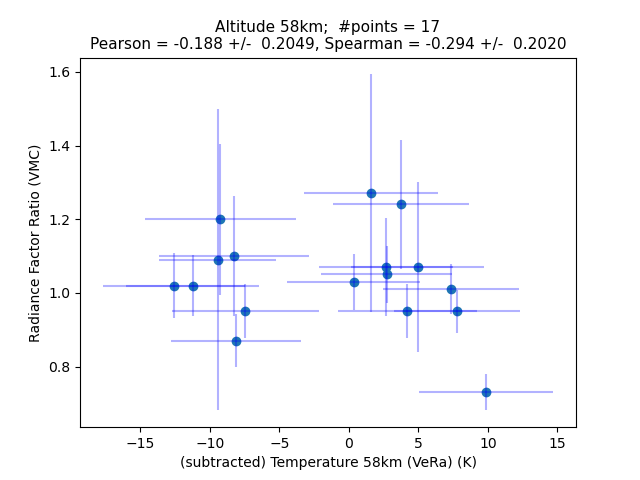 Altitude 58km;  #points = 17
Pearson = -0.188 +/-  0.2049, Spearman = -0.294 +/-  0.2020
1.6
1.4
1.2
1.0
0.8
Radiance Factor Ratio (VMC)
−15 −10 −5 0 5 10 15
(subtracted) Temperature 58km (VeRa) (K)